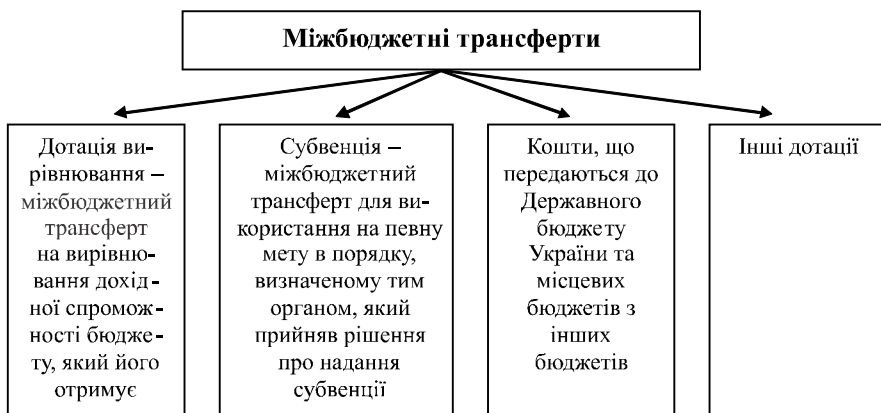 Міжбюджетні трансферти
Дотація ви-
рівнювання –
міжбюджетний
трансферт
на вирівню-
вання дохід-
ної спромож-
ності бюдже-
ту, який його
отримує
Субвенція –
міжбюджетний
трансферт для ви-
користання на певну
мету в порядку,
визначеному тим
органом, який
прийняв рішення
про надання
субвенції
Кошти, що
передаються до
Державного
бюджету
України та
місцевих
бюджетів з
інших
бюджетів
Інші дотації